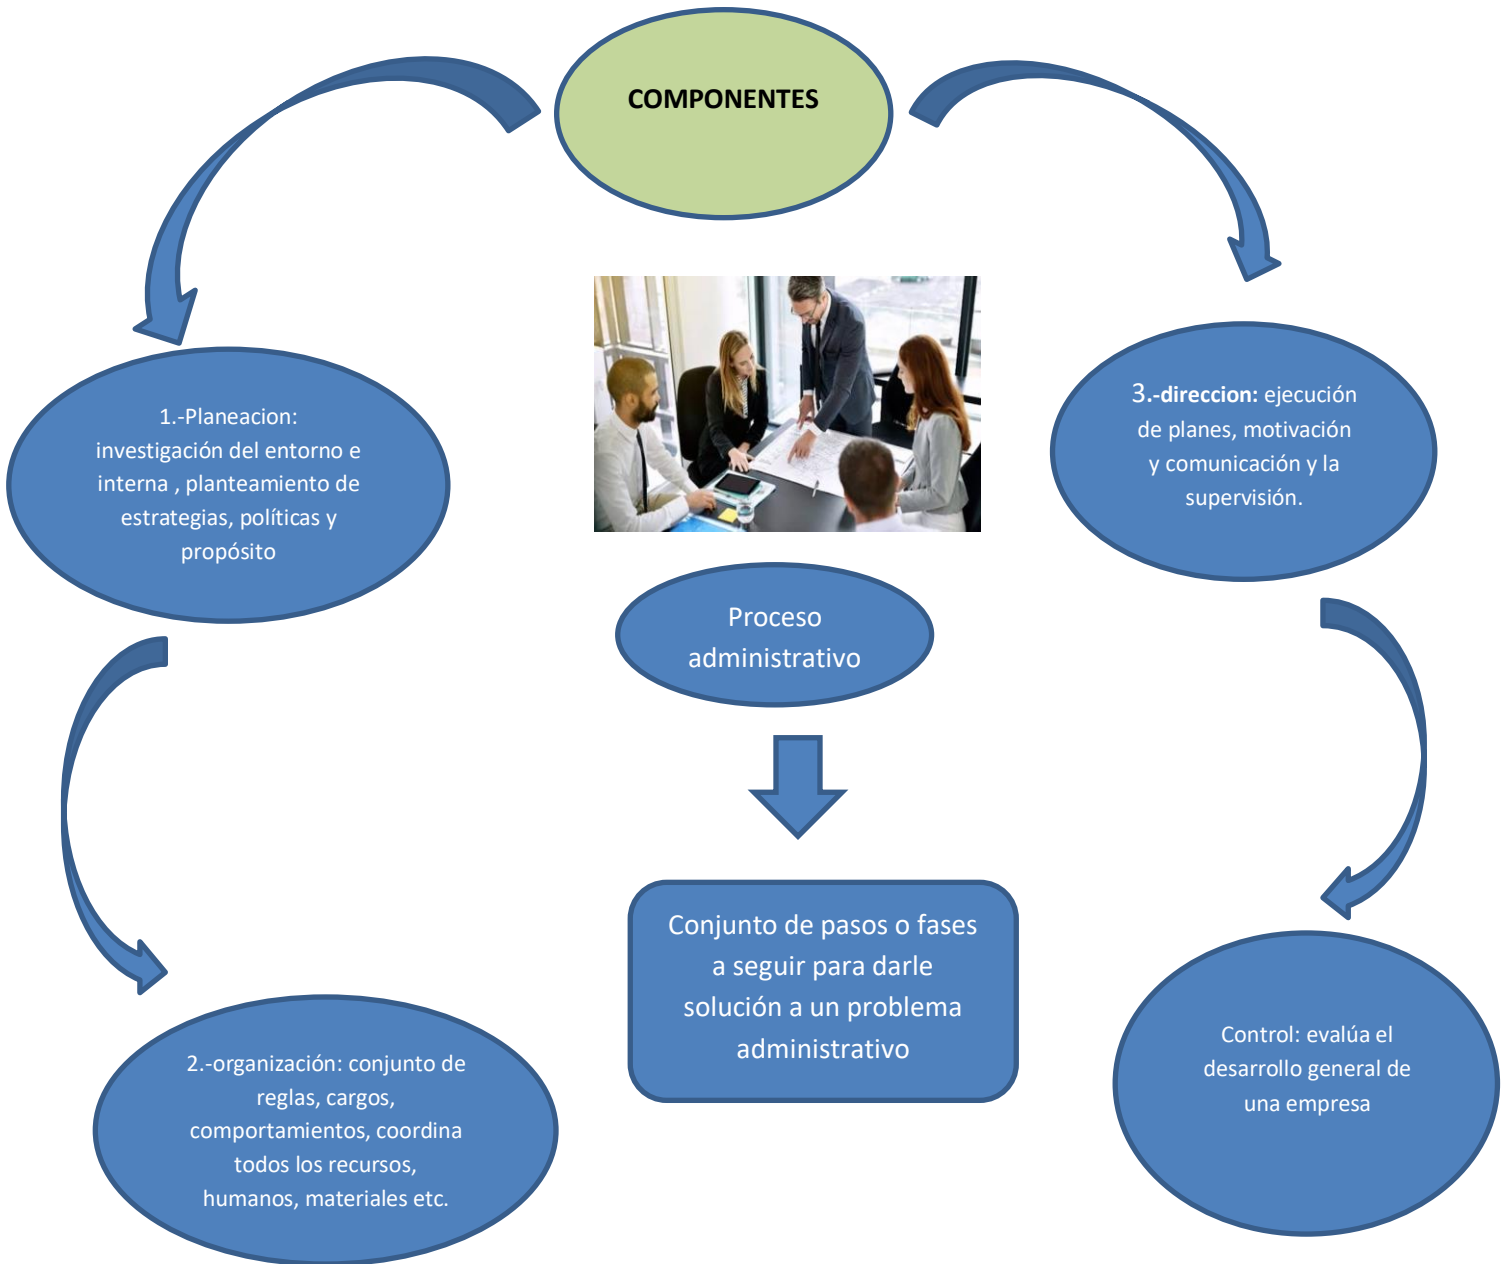 COMPONENTES
1.-Planeacion:
investigación del entorno e
interna , planteamiento de
estrategias, políticas y
propósito
2.-organización: conjunto de
reglas, cargos,
comportamientos, coordina
todos los recursos,
humanos, materiales etc.
Proceso
administrativo
Conjunto de pasos o fases
a seguir para darle
solución a un problema
administrativo
3.-direccion: ejecución
de planes, motivación
y comunicación y la
supervisión.
Control: evalúa el
desarrollo general de
una empresa